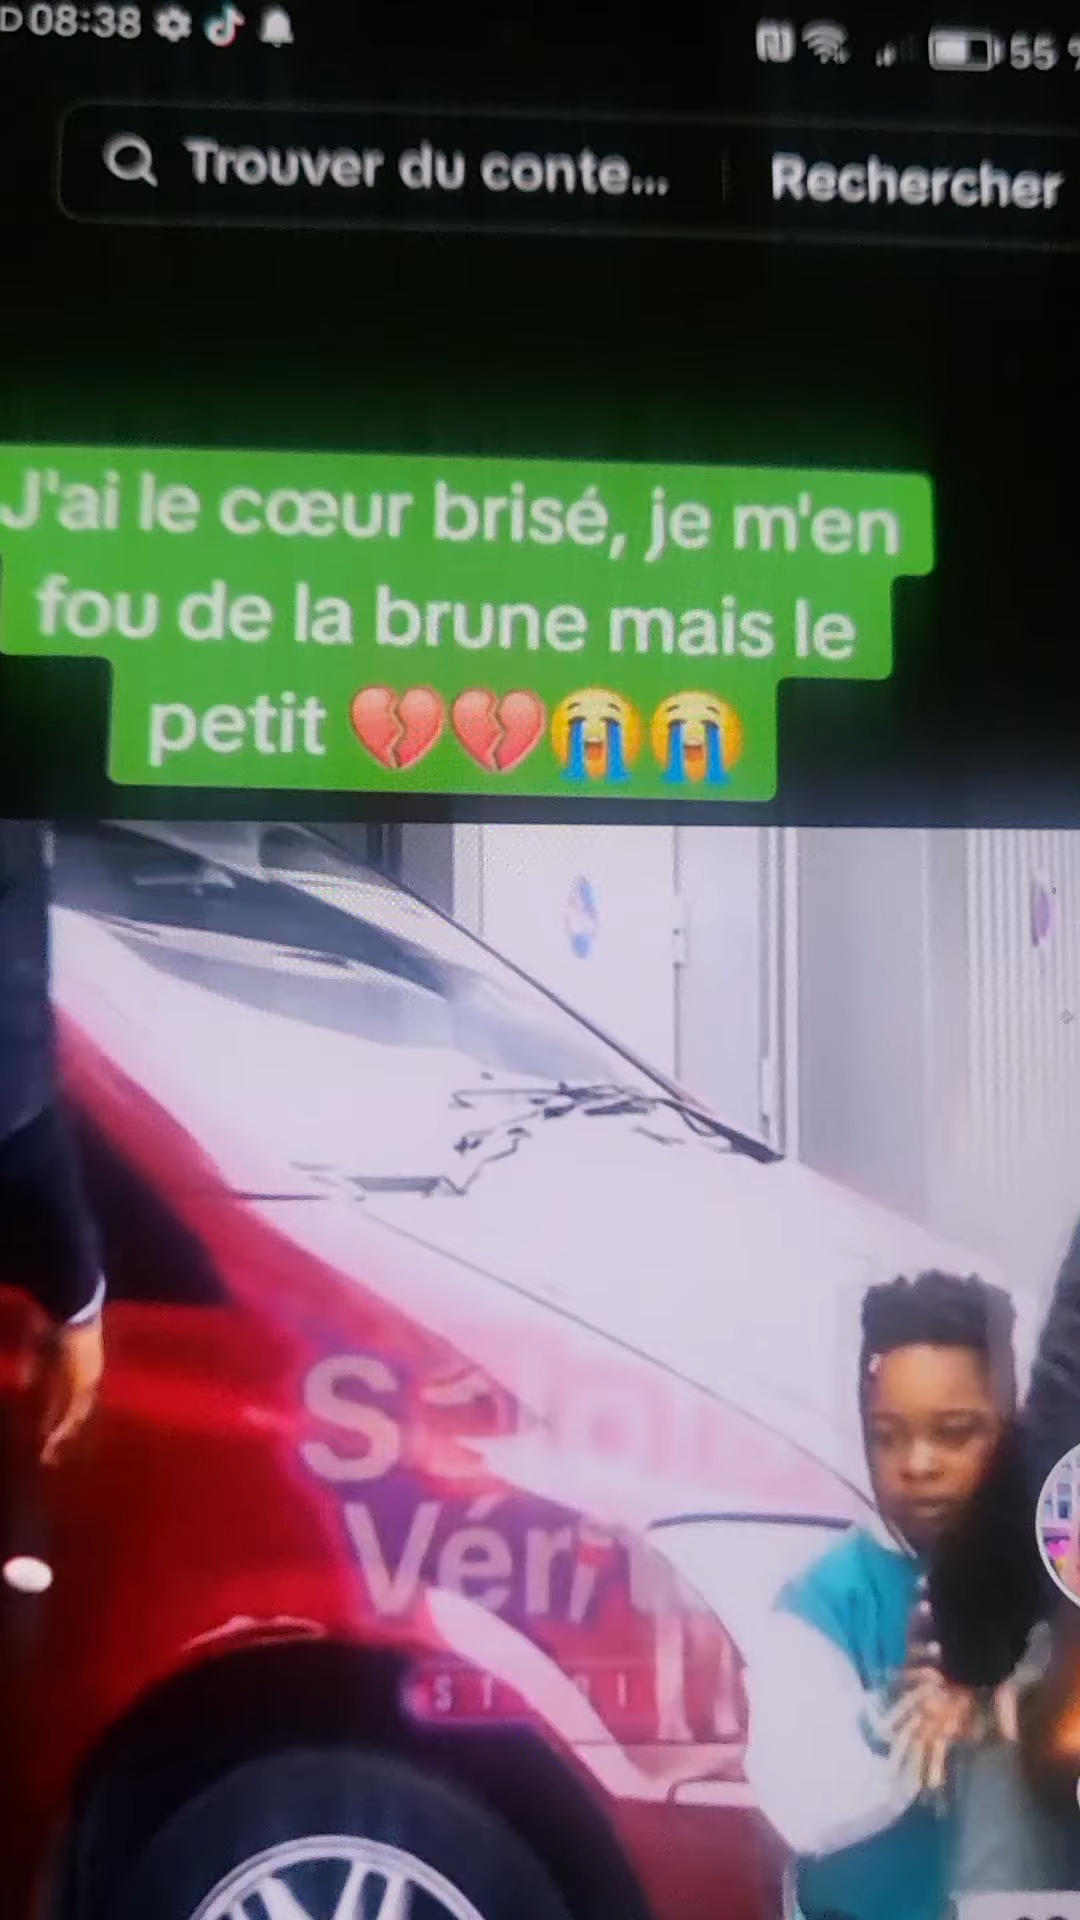 08:38
55
Trouver du conte...
Rechercher
J'ai le cœur brisé, je m'en
fou de la brune mais le
petit 💔💔😭😭